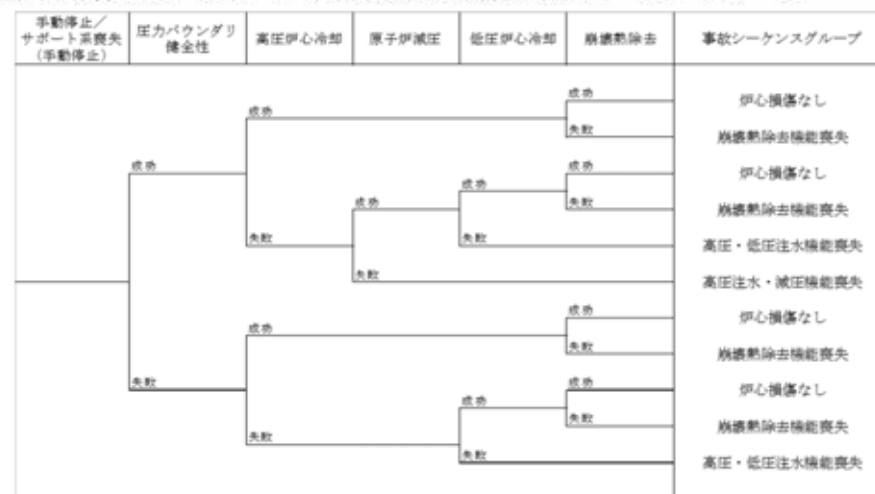 手動停止/
サポート系喪失
(手動停止)
圧力バウンダリ
健全性
高圧炉心冷却
原子炉減圧
低圧炉心冷却
崩壊熱除去
事故シーケンスグループ
成功
炉心損傷なし
成功
失敗
崩壊熱除去機能喪失
成功
成功
炉心損傷なし
成功
成功
失敗
崩壊熱除去機能喪失
失敗
失敗
高圧・低圧注水機能喪失
失敗
高圧注水・減圧機能喪失
成功
炉心損傷なし
成功
失敗
崩壊熱除去機能喪失
失敗
成功
炉心損傷なし
成功
失敗
崩壊熱除去機能喪失
失敗
失敗
高圧・低圧注水機能喪失